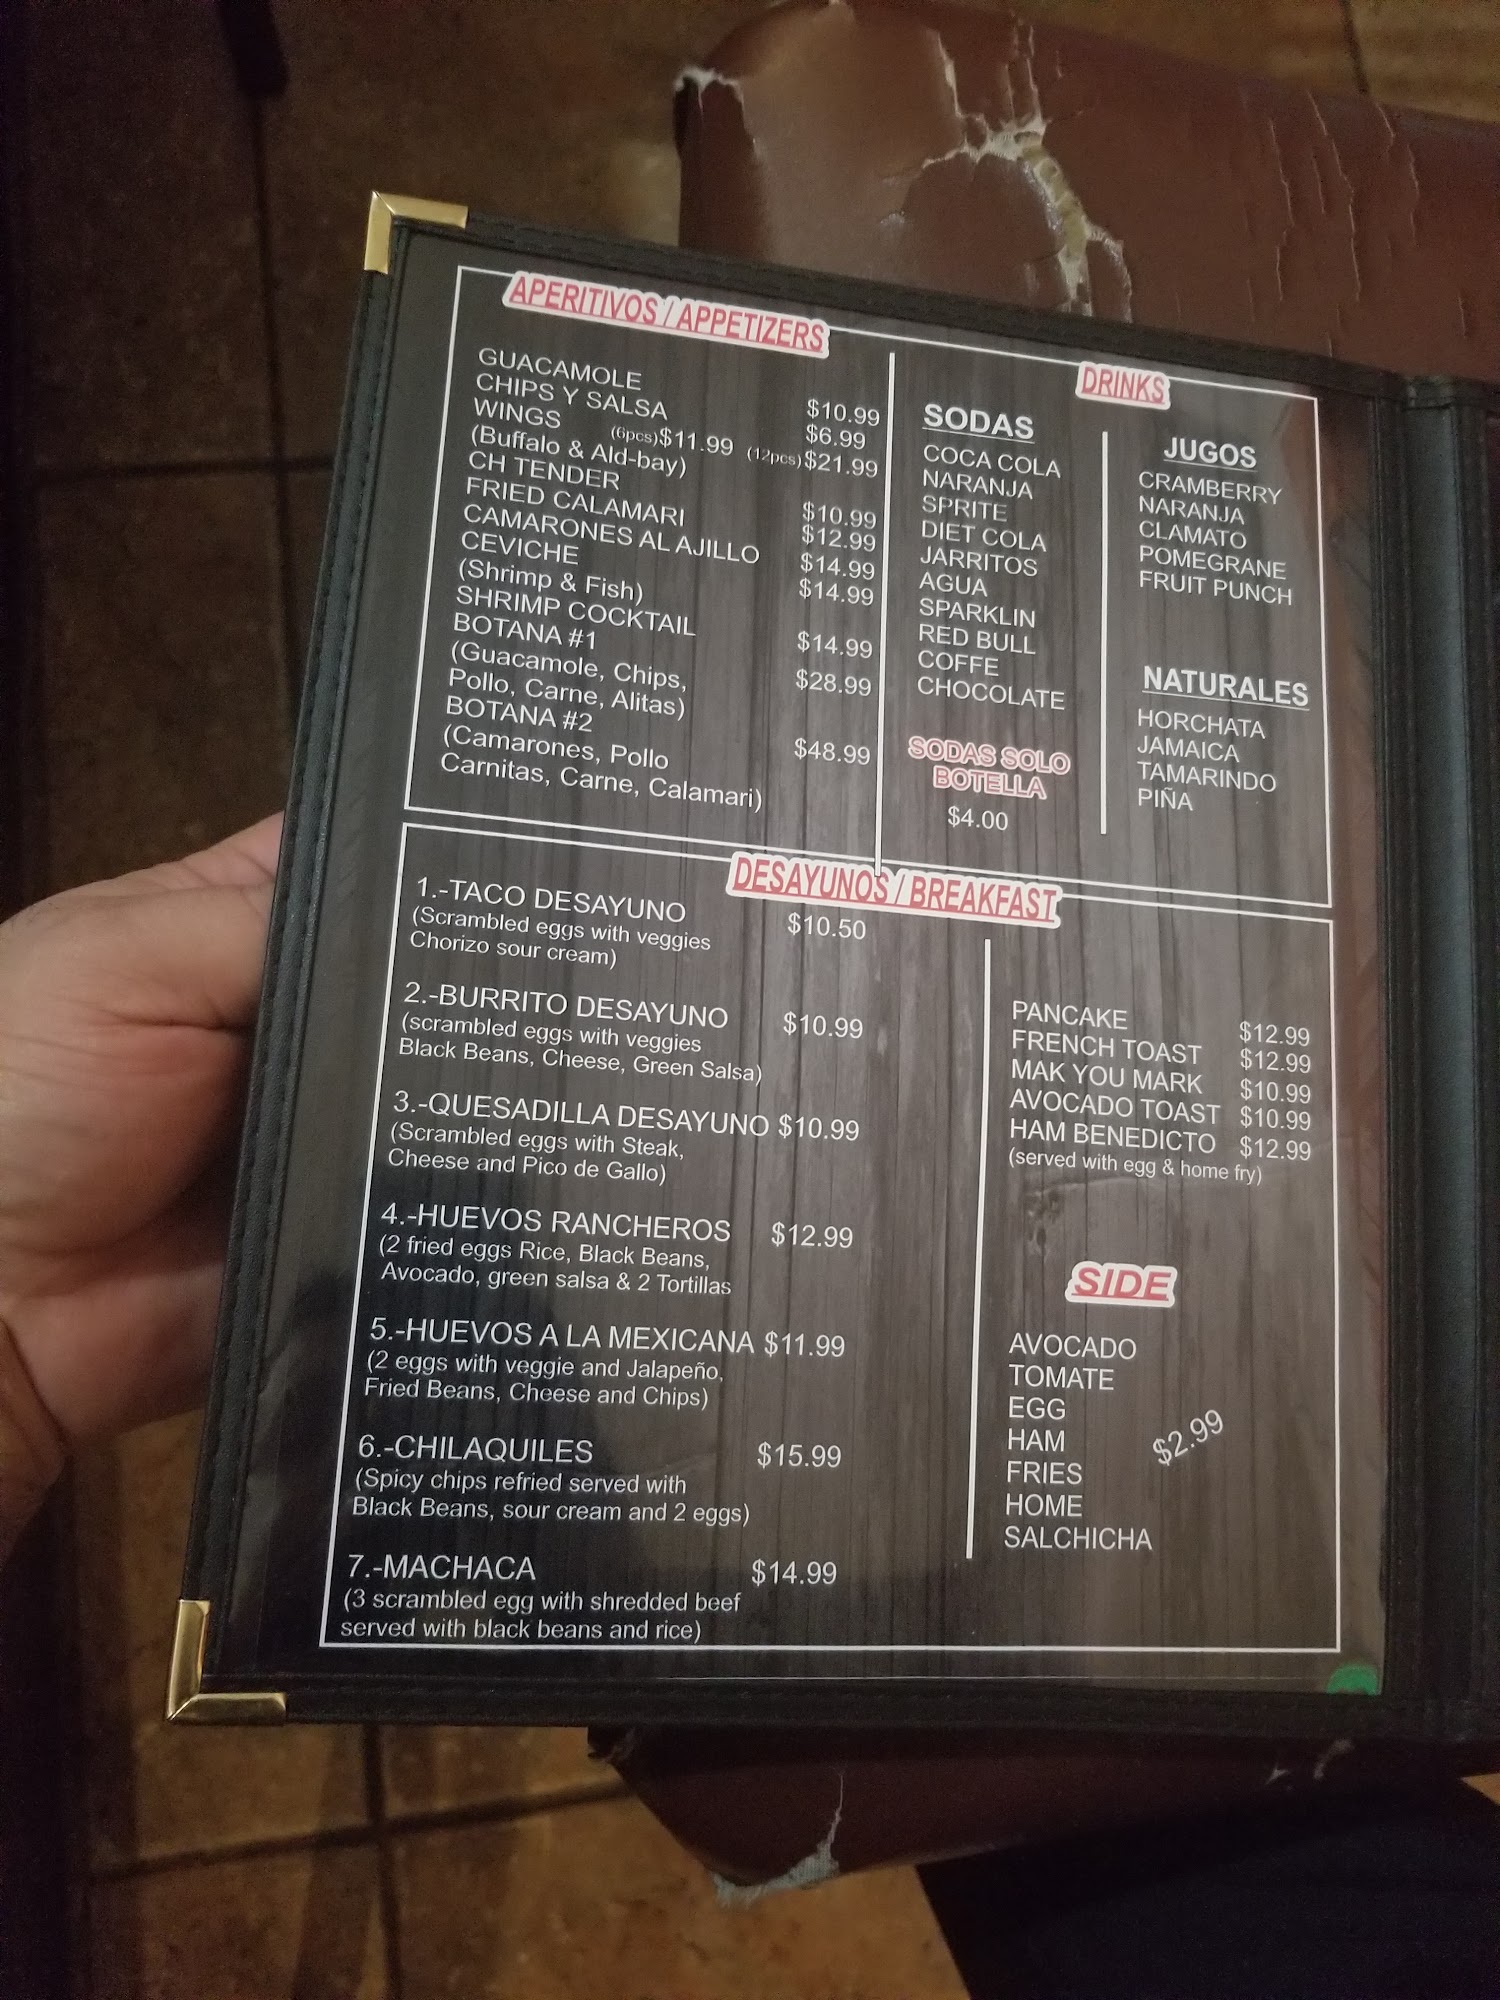 APERITIVOS / APPETIZERS
GUACAMOLE $10.99
CHIPS Y SALSA $6.99
WINGS (6pcs)$11.99 (12pcs)$21.99
(Buffalo & Ald-bay)
CH TENDER $10.99
FRIED CALAMARI $12.99
CAMARONES AL AJILLO $14.99
CEVICHE $14.99
(Shrimp & Fish)
SHRIMP COCKTAIL $14.99
BOTANA #1 $28.99
(Guacamole, Chips,
Pollo, Carne, Alitas)
BOTANA #2 $48.99
(Camarones, Pollo
Carnitas, Carne, Calamari)
DRINKS
SODAS
COCA COLA
NARANJA
SPRITE
DIET COLA
JARRITOS
AGUA
SPARKLIN
RED BULL
COFFE
CHOCOLATE
SODAS SOLO
BOTELLA
$4.00
JUGOS
CRAMBERRY
NARANJA
CLAMATO
POMEGRANE
FRUIT PUNCH
NATURALES
HORCHATA
JAMAICA
TAMARINDO
PIÑA
DESAYUNOS / BREAKFAST
1.-TACO DESAYUNO $10.50
(Scrambled eggs with veggies
Chorizo sour cream)
2.-BURRITO DESAYUNO $10.99
(scrambled eggs with veggies
Black Beans, Cheese, Green Salsa)
3.-QUESADILLA DESAYUNO $10.99
(Scrambled eggs with Steak,
Cheese and Pico de Gallo)
4.-HUEVOS RANCHEROS $12.99
(2 fried eggs Rice, Black Beans,
Avocado, green salsa & 2 Tortillas
5.-HUEVOS A LA MEXICANA $11.99
(2 eggs with veggie and Jalapeño,
Fried Beans, Cheese and Chips)
6.-CHILAQUILES $15.99
(Spicy chips refried served with
Black Beans, sour cream and 2 eggs)
7.-MACHACA $14.99
(3 scrambled egg with shredded beef
served with black beans and rice)
PANCAKE $12.99
FRENCH TOAST $12.99
MAK YOU MARK $10.99
AVOCADO TOAST $10.99
HAM BENEDICTO $12.99
(served with egg & home fry)
SIDE
AVOCADO
TOMATE
EGG
HAM $2.99
FRIES
HOME
SALCHICHA